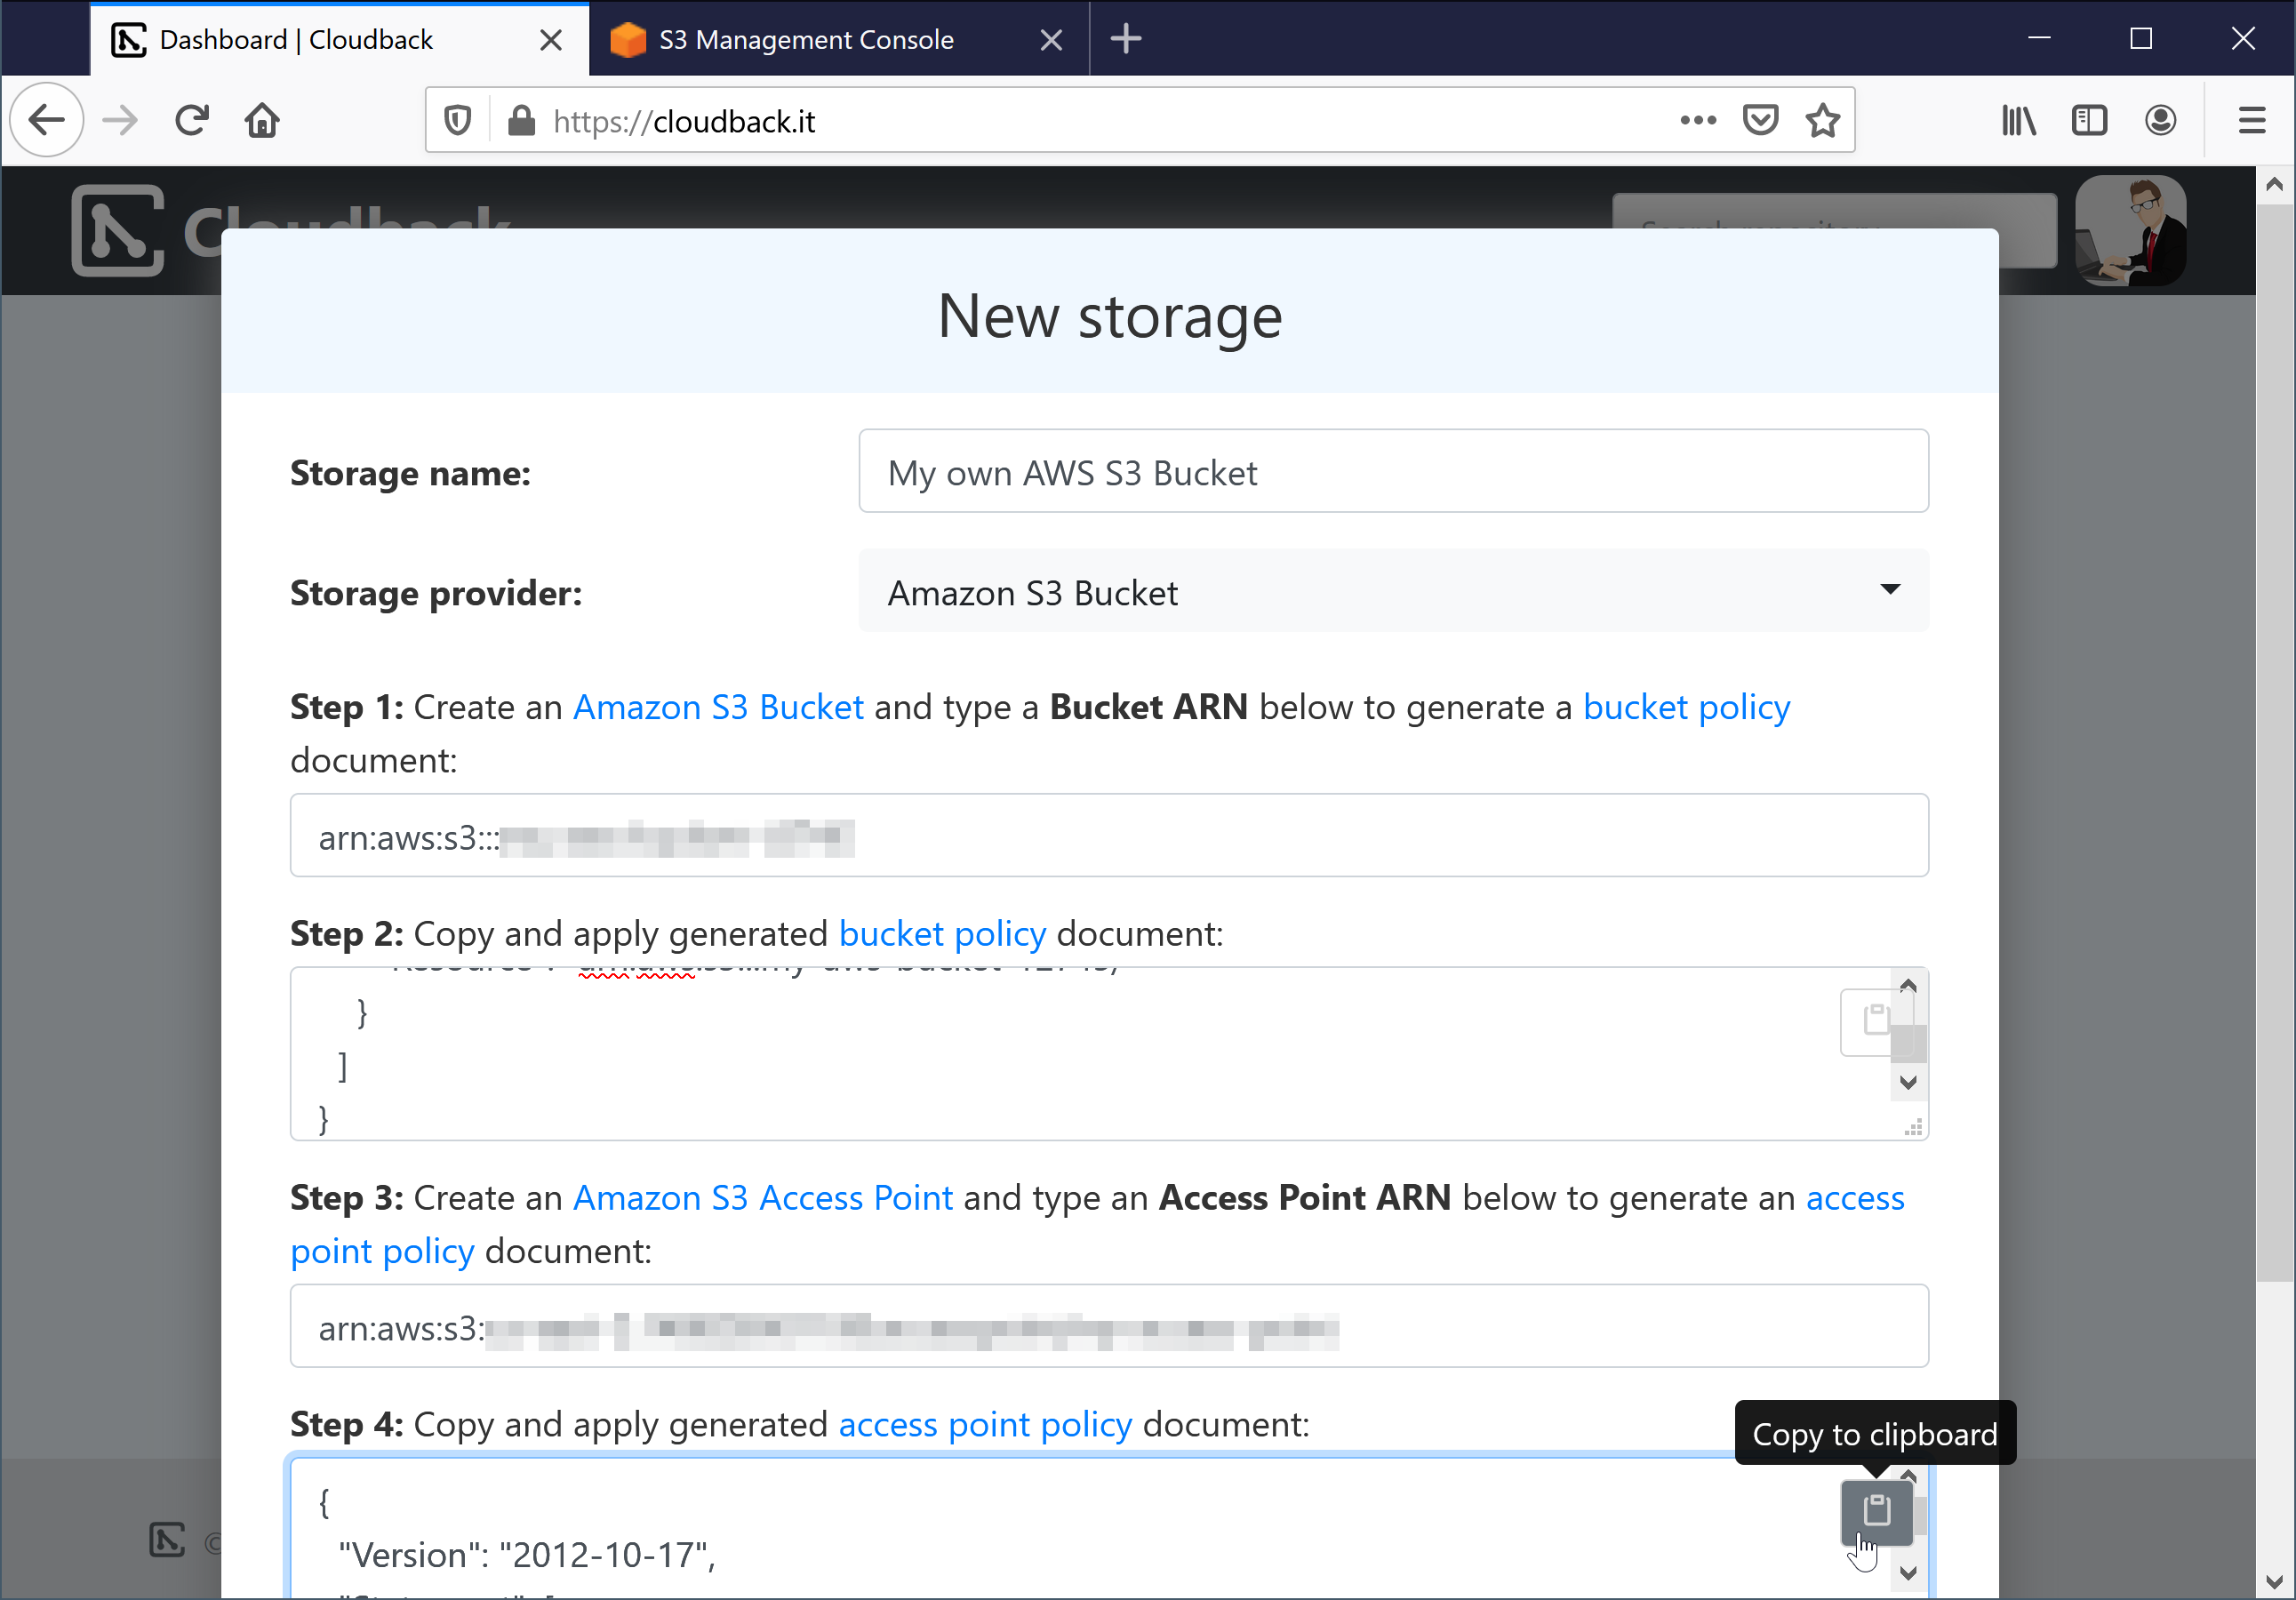 Dashboard | Cloudback
S3 Management Console
https://cloudback.it
Cloudback
Search repository
New storage
Storage name:
My own AWS S3 Bucket
Storage provider:
Amazon S3 Bucket
Step 1: Create an Amazon S3 Bucket and type a Bucket ARN below to generate a bucket policy
document:
arn:aws:s3:::
Step 2: Copy and apply generated bucket policy document:
}
]
}
Step 3: Create an Amazon S3 Access Point and type an Access Point ARN below to generate an access
point policy document:
arn:aws:s3:
Copy to clipboard
Step 4: Copy and apply generated access point policy document:
{
"Version": "2012-10-17",
©